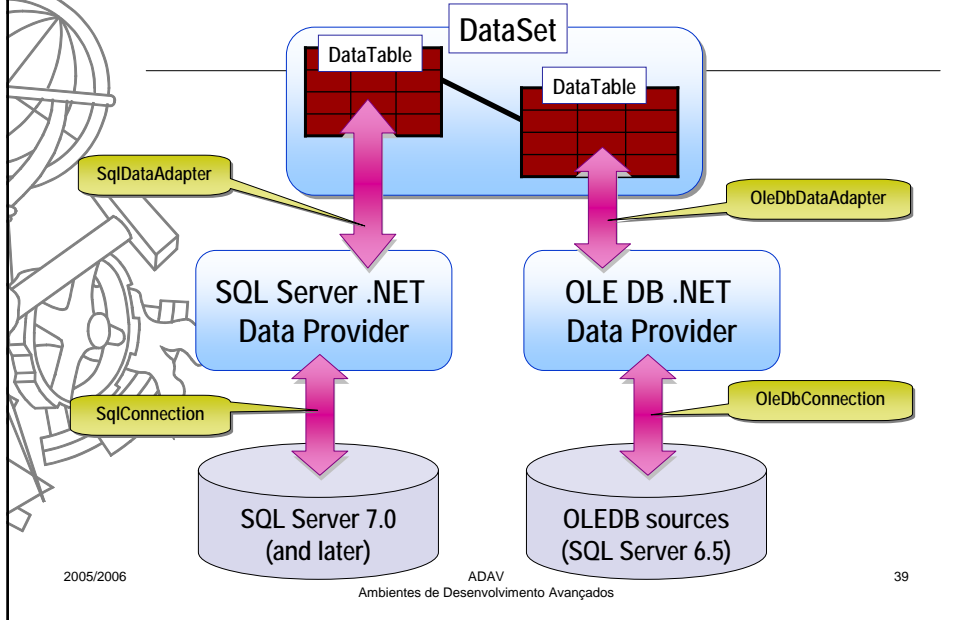 DataSet
DataTable
DataTable
SqlDataAdapter
OleDbDataAdapter
SQL Server .NET
Data Provider
OLE DB .NET
Data Provider
SqlConnection
OleDbConnection
SQL Server 7.0
(and later)
OLEDB sources
(SQL Server 6.5)
2005/2006
ADAV
Ambientes de Desenvolvimento Avançados
39